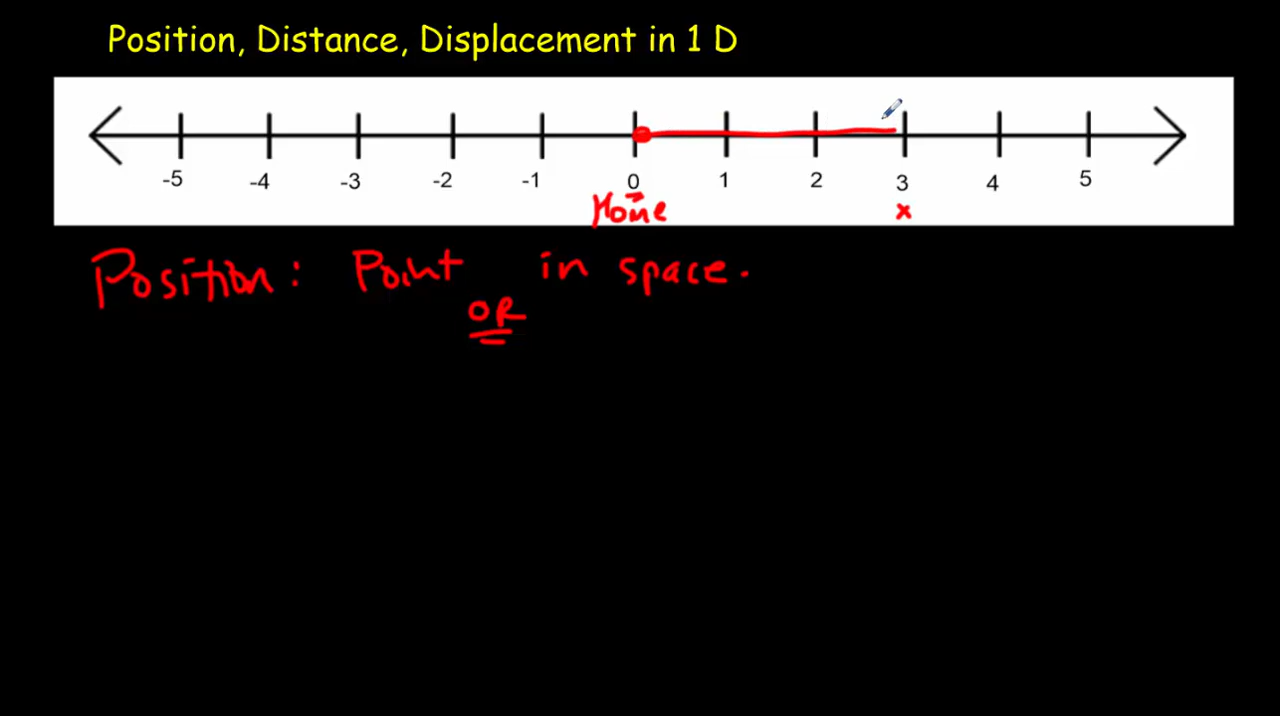 Position, Distance, Displacement in 1 D
-5 -4 -3 -2 -1 0 1 2 3 4 5
Home x
Position: Point in space.
OR